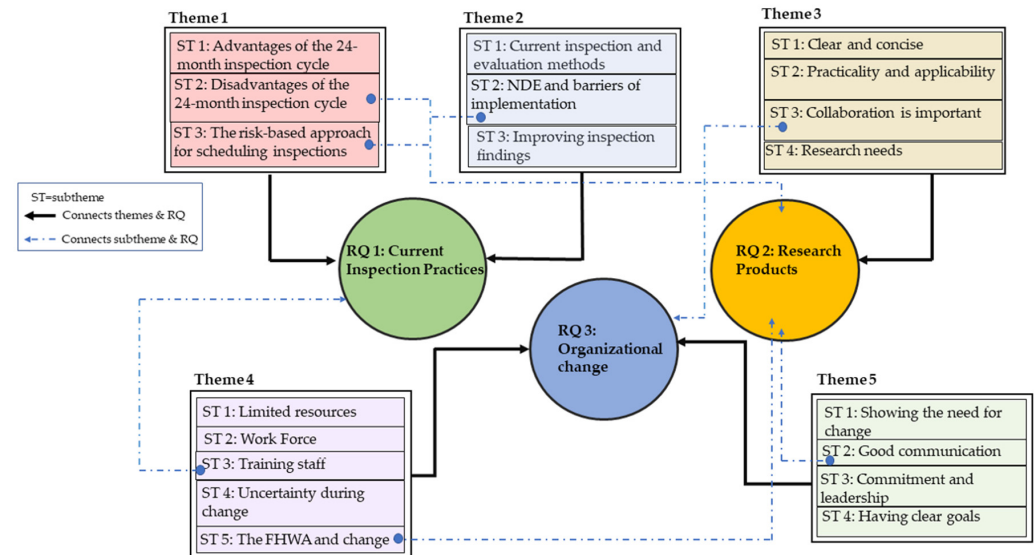 Theme 1
ST 1: Advantages of the 24-
month inspection cycle
ST 2: Disadvantages of the
24-month inspection cycle
ST 3: The risk-based approach
for scheduling inspections
Theme 2
ST 1: Current inspection and
evaluation methods
ST 2: NDE and barriers of
implementation
ST 3: Improving inspection
findings
Theme 3
ST 1: Clear and concise
ST 2: Practicality and applicability
ST 3: Collaboration is important
ST 4: Research needs
ST=subtheme
Connects themes & RQ
Connects subtheme & RQ
RQ 1: Current
Inspection Practices
RQ 2: Research
Products
RQ 3:
Organizational
change
Theme 4
ST 1: Limited resources
ST 2: Work Force
ST 3: Training staff
ST 4: Uncertainty during
change
ST 5: The FHWA and change
Theme 5
ST 1: Showing the need for
change
ST 2: Good communication
ST 3: Commitment and
leadership
ST 4: Having clear goals